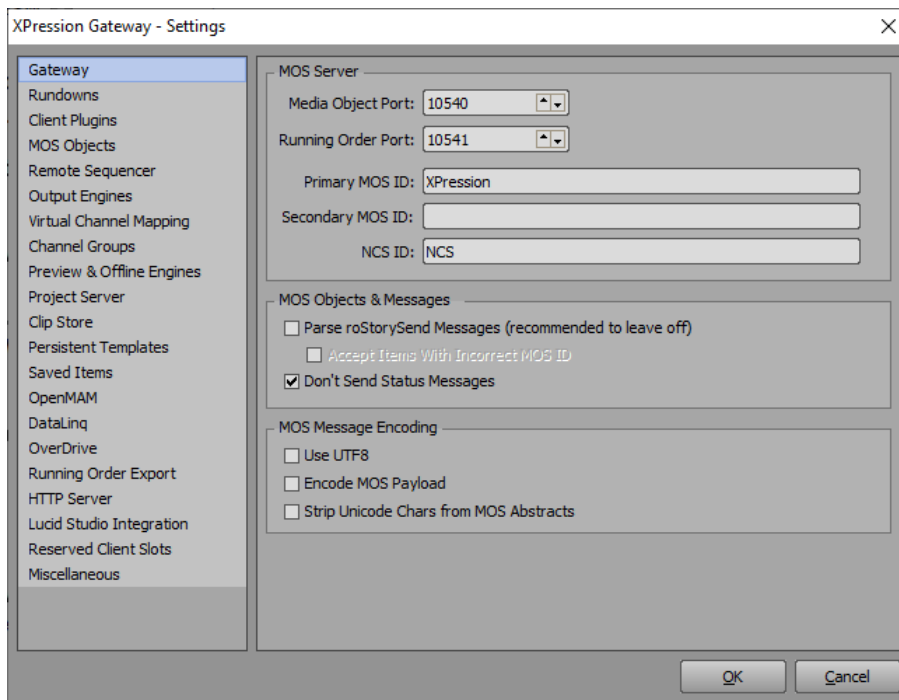 XPression Gateway - Settings
Gateway
Rundowns
Client Plugins
MOS Objects
Remote Sequencer
Output Engines
Virtual Channel Mapping
Channel Groups
Preview & Offline Engines
Project Server
Clip Store
Persistent Templates
Saved Items
OpenMAM
DataLinq
OverDrive
Running Order Export
HTTP Server
Lucid Studio Integration
Reserved Client Slots
Miscellaneous
MOS Server
Media Object Port: 10540
Running Order Port: 10541
Primary MOS ID: XPression
Secondary MOS ID:
NCS ID: NCS
MOS Objects & Messages
Parse roStorySend Messages (recommended to leave off)
Accept Items With Incorrect MOS ID
Don't Send Status Messages
MOS Message Encoding
Use UTF8
Encode MOS Payload
Strip Unicode Chars from MOS Abstracts
OK Cancel